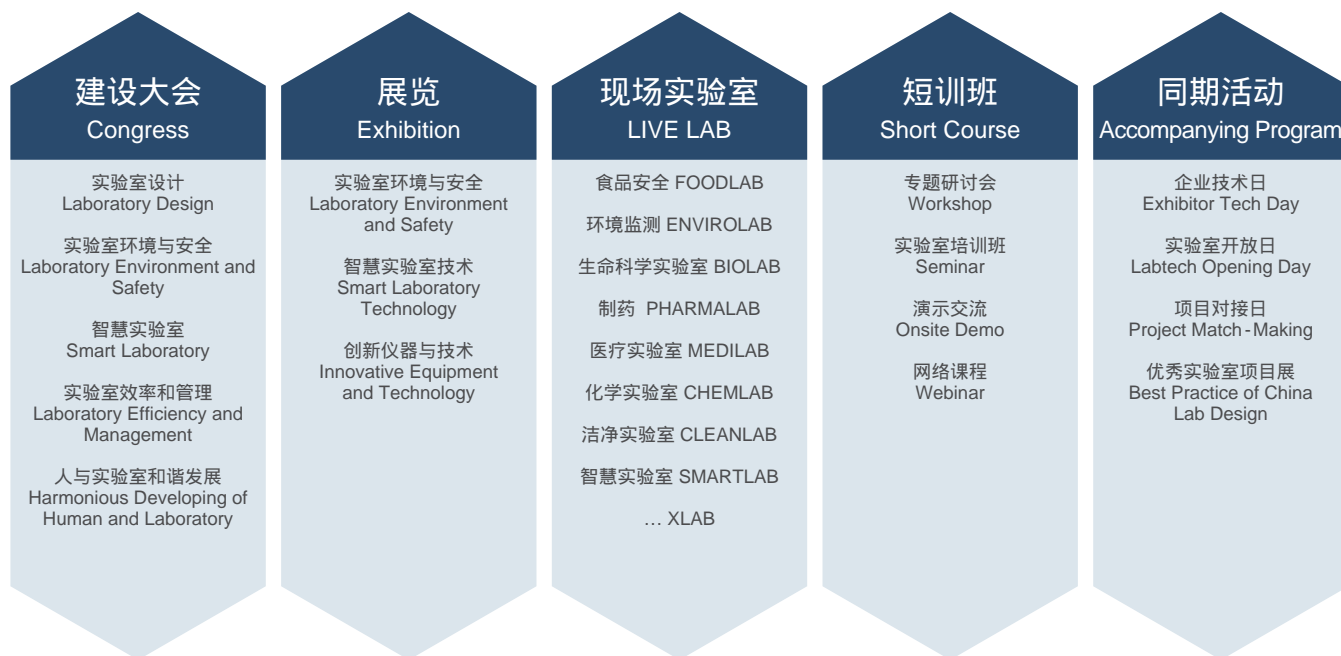 建设大会
Congress
实验室设计
Laboratory Design
实验室环境与安全
Laboratory Environment and
Safety
智慧实验室
Smart Laboratory
实验室效率和管理
Laboratory Efficiency and
Management
人与实验室和谐发展
Harmonious Developing of
Human and Laboratory
展览
Exhibition
实验室环境与安全
Laboratory Environment
and Safety
智慧实验室技术
Smart Laboratory
Technology
创新仪器与技术
Innovative Equipment
and Technology
现场实验室
LIVE LAB
食品安全 FOODLAB
环境监测 ENVIROLAB
生命科学实验室 BIOLAB
制药 PHARMALAB
医疗实验室 MEDILAB
化学实验室 CHEMLAB
洁净实验室 CLEANLAB
智慧实验室 SMARTLAB
… XLAB
短训班
Short Course
专题研讨会
Workshop
实验室培训班
Seminar
演示交流
Onsite Demo
网络课程
Webinar
同期活动
Accompanying Program
企业技术日
Exhibitor Tech Day
实验室开放日
Labtech Opening Day
项目对接日
Project Match-Making
优秀实验室项目展
Best Practice of China
Lab Design